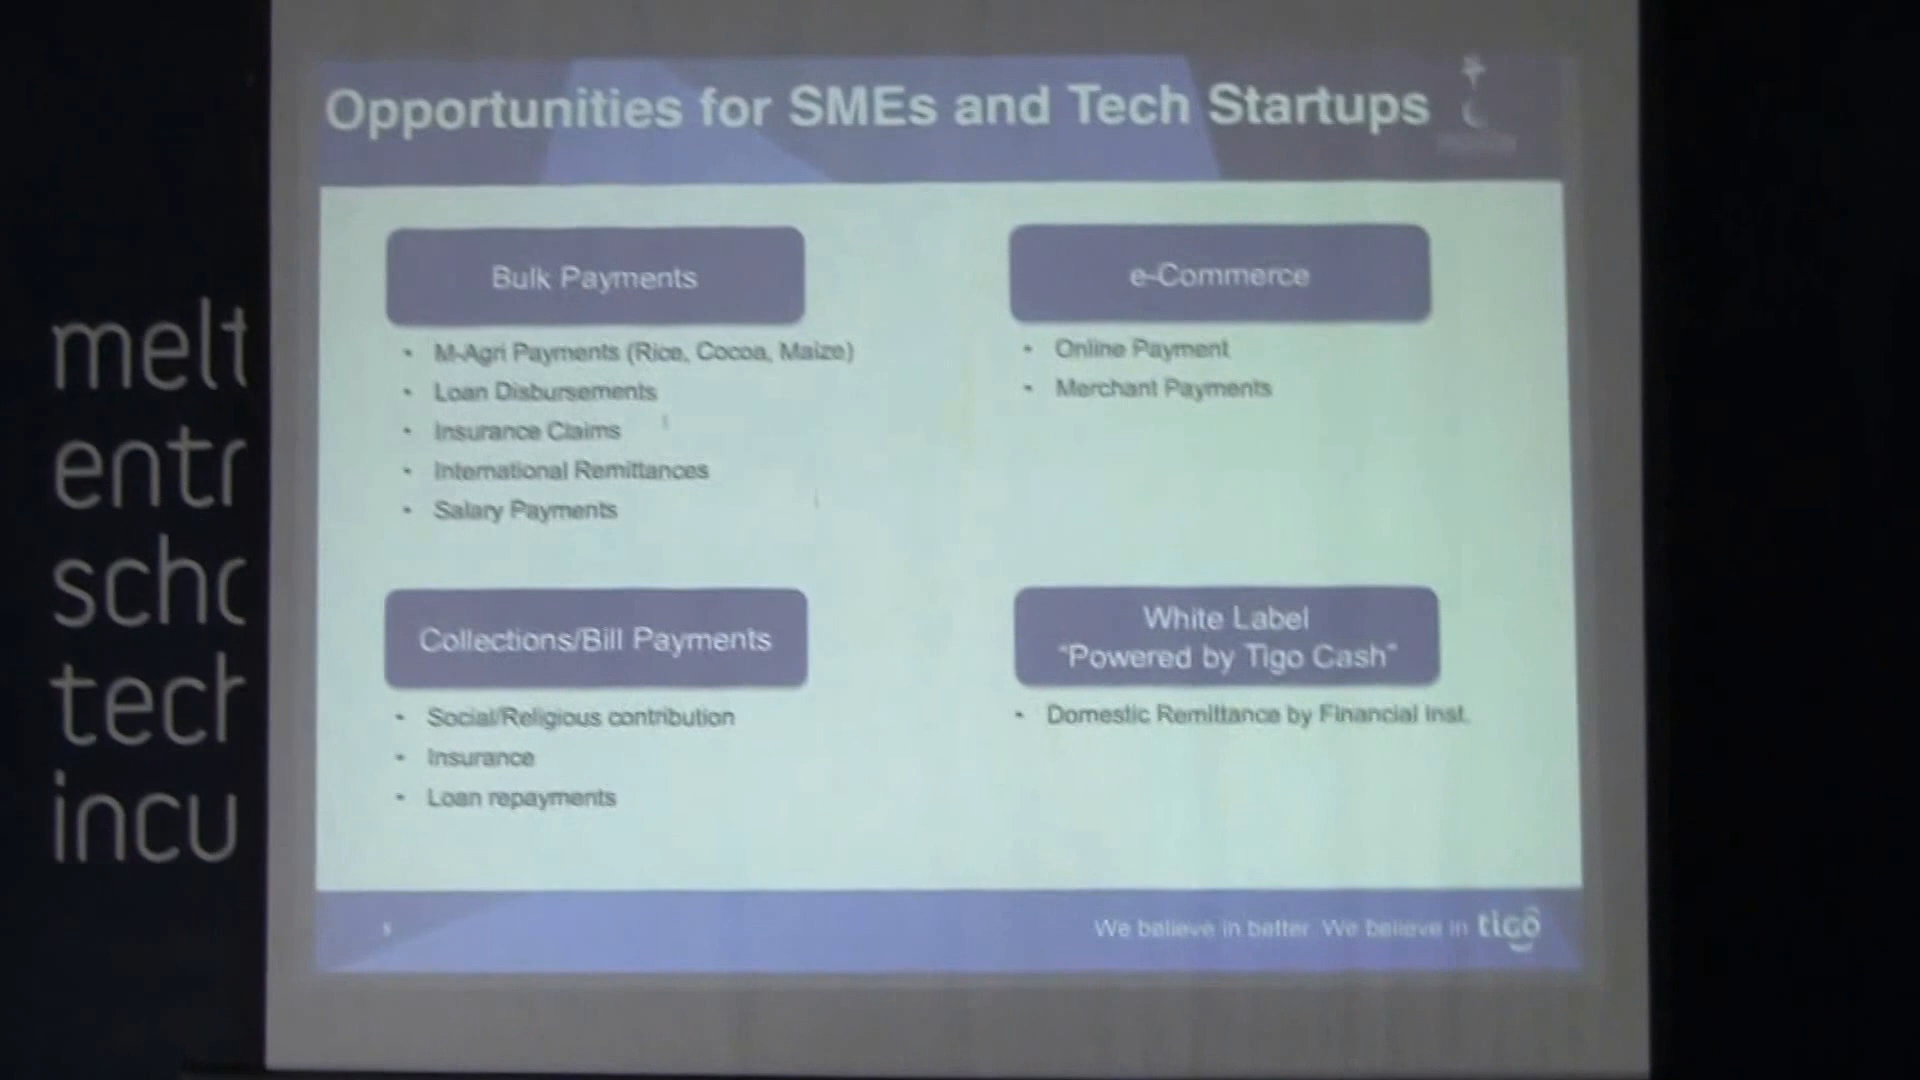 Opportunities for SMEs and Tech Startups
Bulk Payments
• M-Agri Payments (Rice, Cocoa, Maize)
• Loan Disbursements
• Insurance Claims
• International Remittances
• Salary Payments
e-Commerce
• Online Payment
• Merchant Payments
Collections/Bill Payments
• Social/Religious contribution
• Insurance
• Loan repayments
White Label
"Powered by Tigo Cash"
• Domestic Remittance by Financial Inst.
We believe in better. We believe in tigo
melt
entr
scho
tech
incu